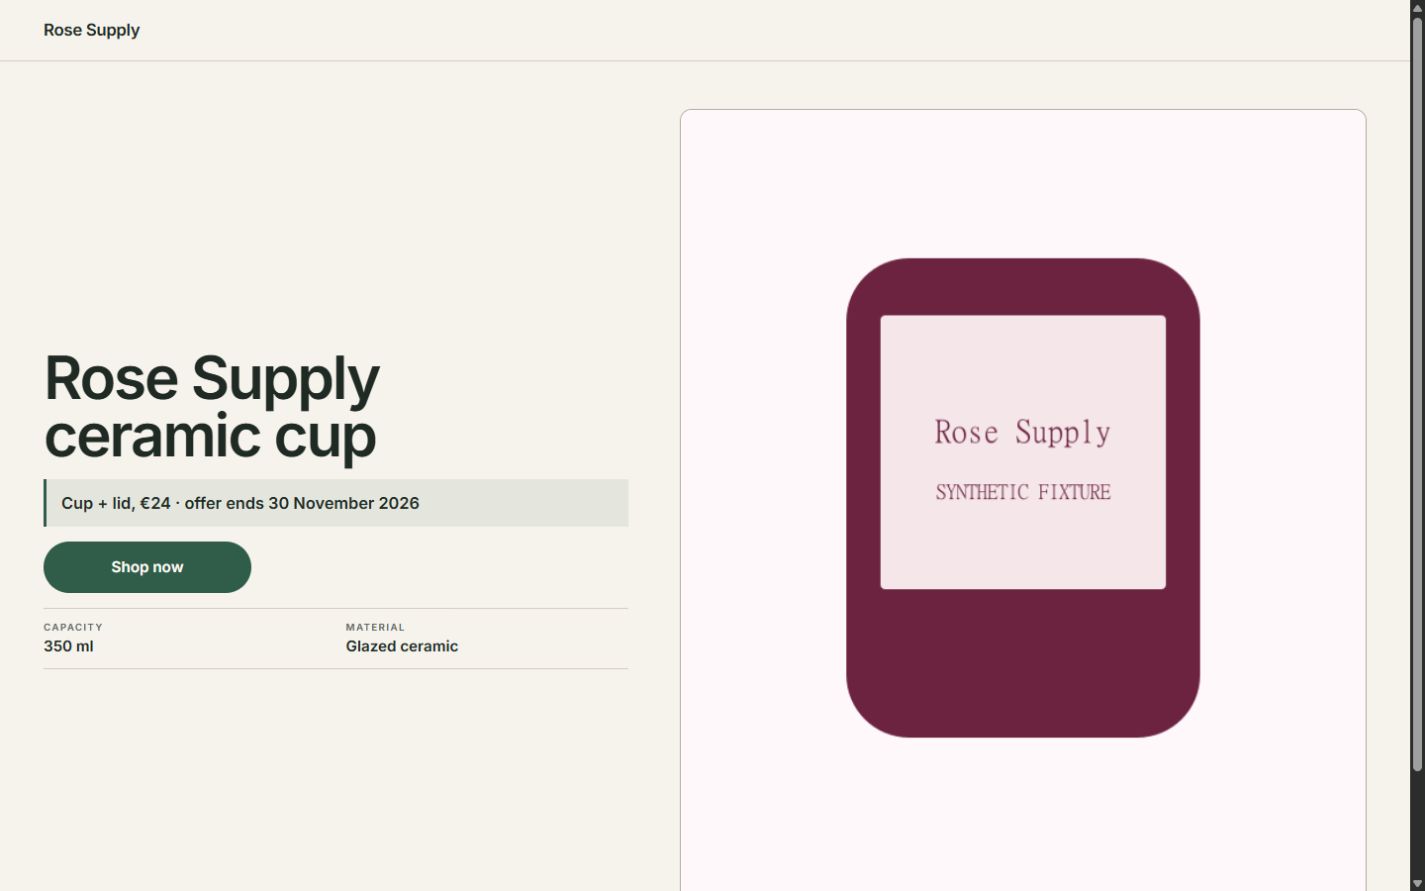 Rose Supply
Rose Supply
ceramic cup
Cup + lid, €24 · offer ends 30 November 2026
Shop now
CAPACITY
350 ml
MATERIAL
Glazed ceramic
Rose Supply
SYNTHETIC FIXTURE